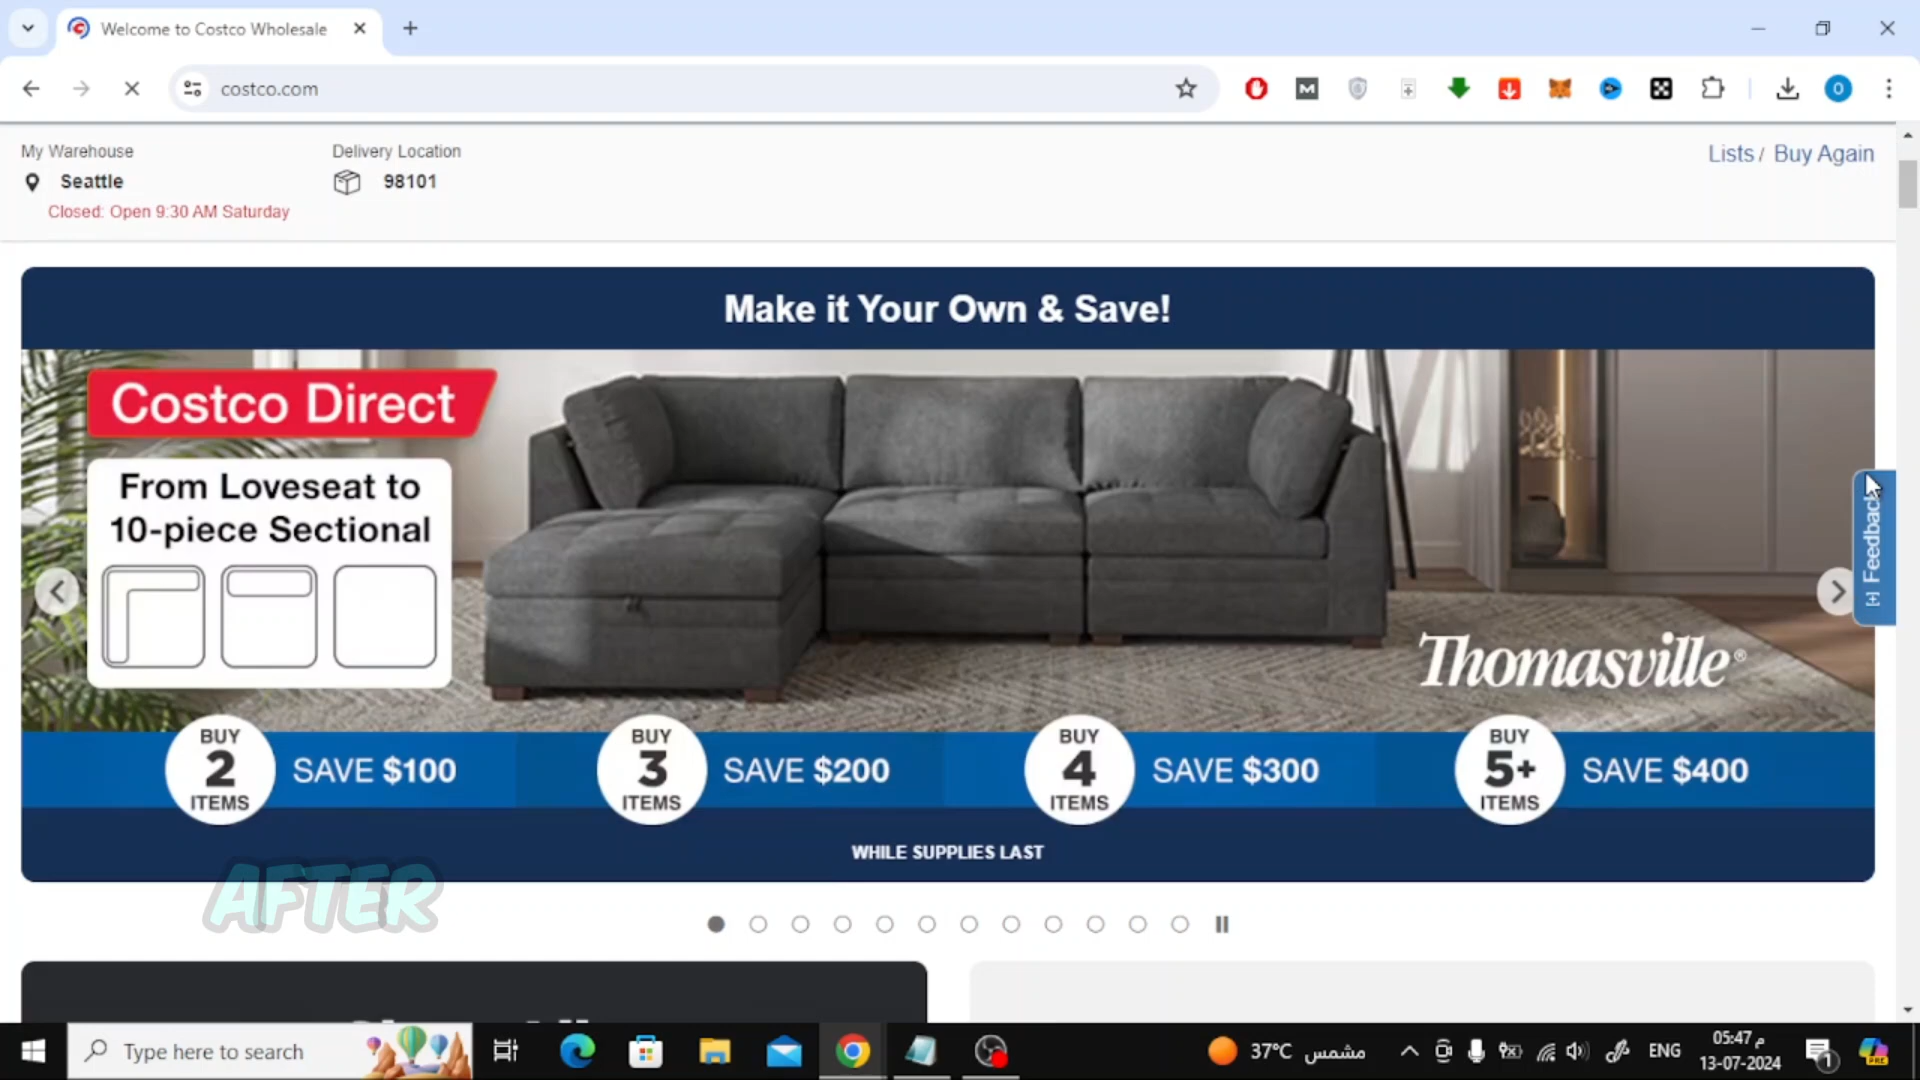 Welcome to Costco Wholesale
costco.com
My Warehouse
Delivery Location
Lists / Buy Again
Seattle
98101
Closed: Open 9:30 AM Saturday
Make it Your Own & Save!
Costco Direct
From Loveseat to
10-piece Sectional
[+] Feedback
Thomasville®
BUY 2 ITEMS SAVE $100
BUY 3 ITEMS SAVE $200
BUY 4 ITEMS SAVE $300
BUY 5+ ITEMS SAVE $400
WHILE SUPPLIES LAST
AFTER
Type here to search
37°C مشمس
ENG
05:47 م
13-07-2024
1